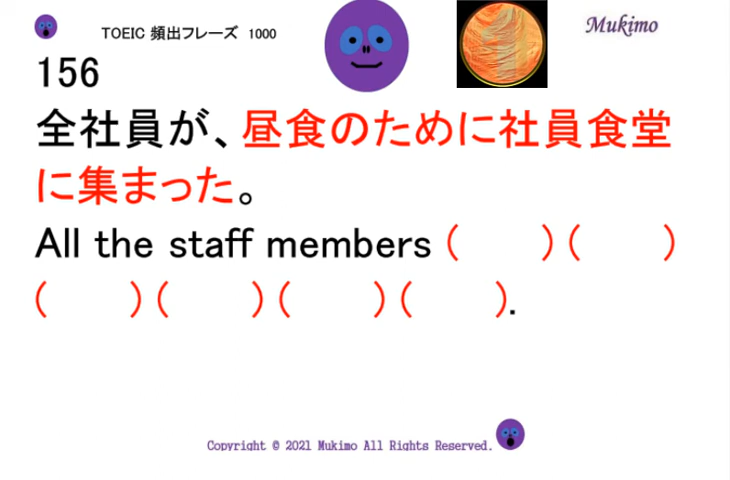 TOEIC 頻出フレーズ 1000
Mukimo
156
全社員が、昼食のために社員食堂
に集まった。
All the staff members (　　) (　　)
(　　) (　　) (　　) (　　).
Copyright © 2021 Mukimo All Rights Reserved.